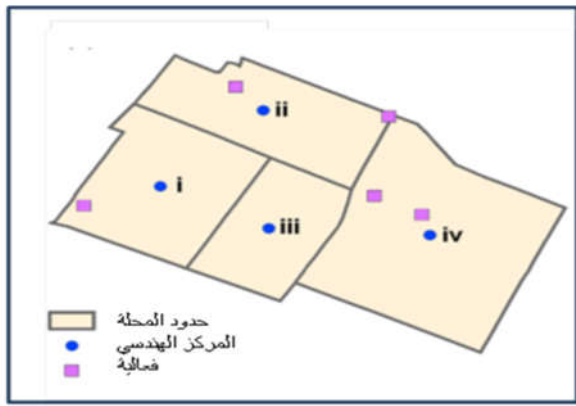 ii
i
iii
iv
حدود المحلة
المركز الهندسي
فعالية